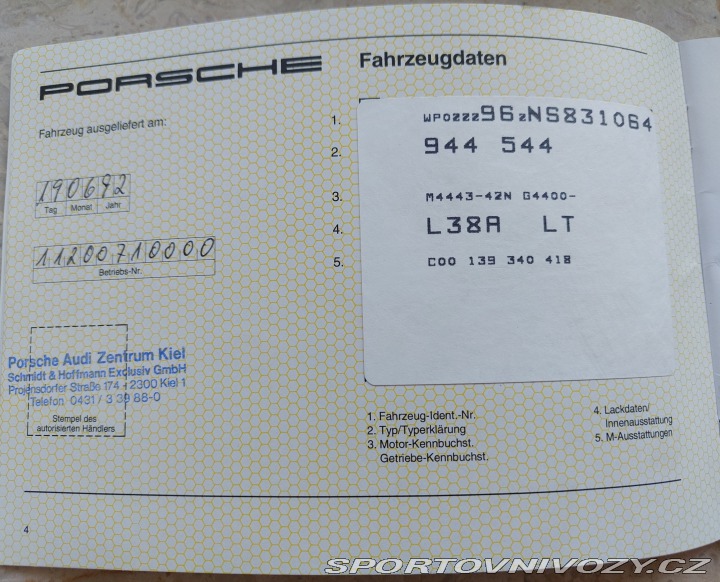 PORSCHE
Fahrzeugdaten
Fahrzeug ausgeliefert am:
190692
Tag Monat Jahr
11200710000
Betriebs-Nr.
Porsche Audi Zentrum Kiel
Schmidt & Hoffmann Exclusiv GmbH
Projensdorfer Straße 174 · 2300 Kiel 1
Telefon 0431 / 3 39 88-0
Stempel des
autorisierten Händlers
1. WP0ZZZ96ZNS831064
2. 944 544
3. M4443-42N G4400-
4. L38A LT
5. C00 139 340 418
1. Fahrzeug-Ident.-Nr.
2. Typ/Typerklärung
3. Motor-Kennbuchst.
Getriebe-Kennbuchst.
4. Lackdaten/
Innenausstattung
5. M-Ausstattungen
4
SPORTOVNIVOZY.CZ